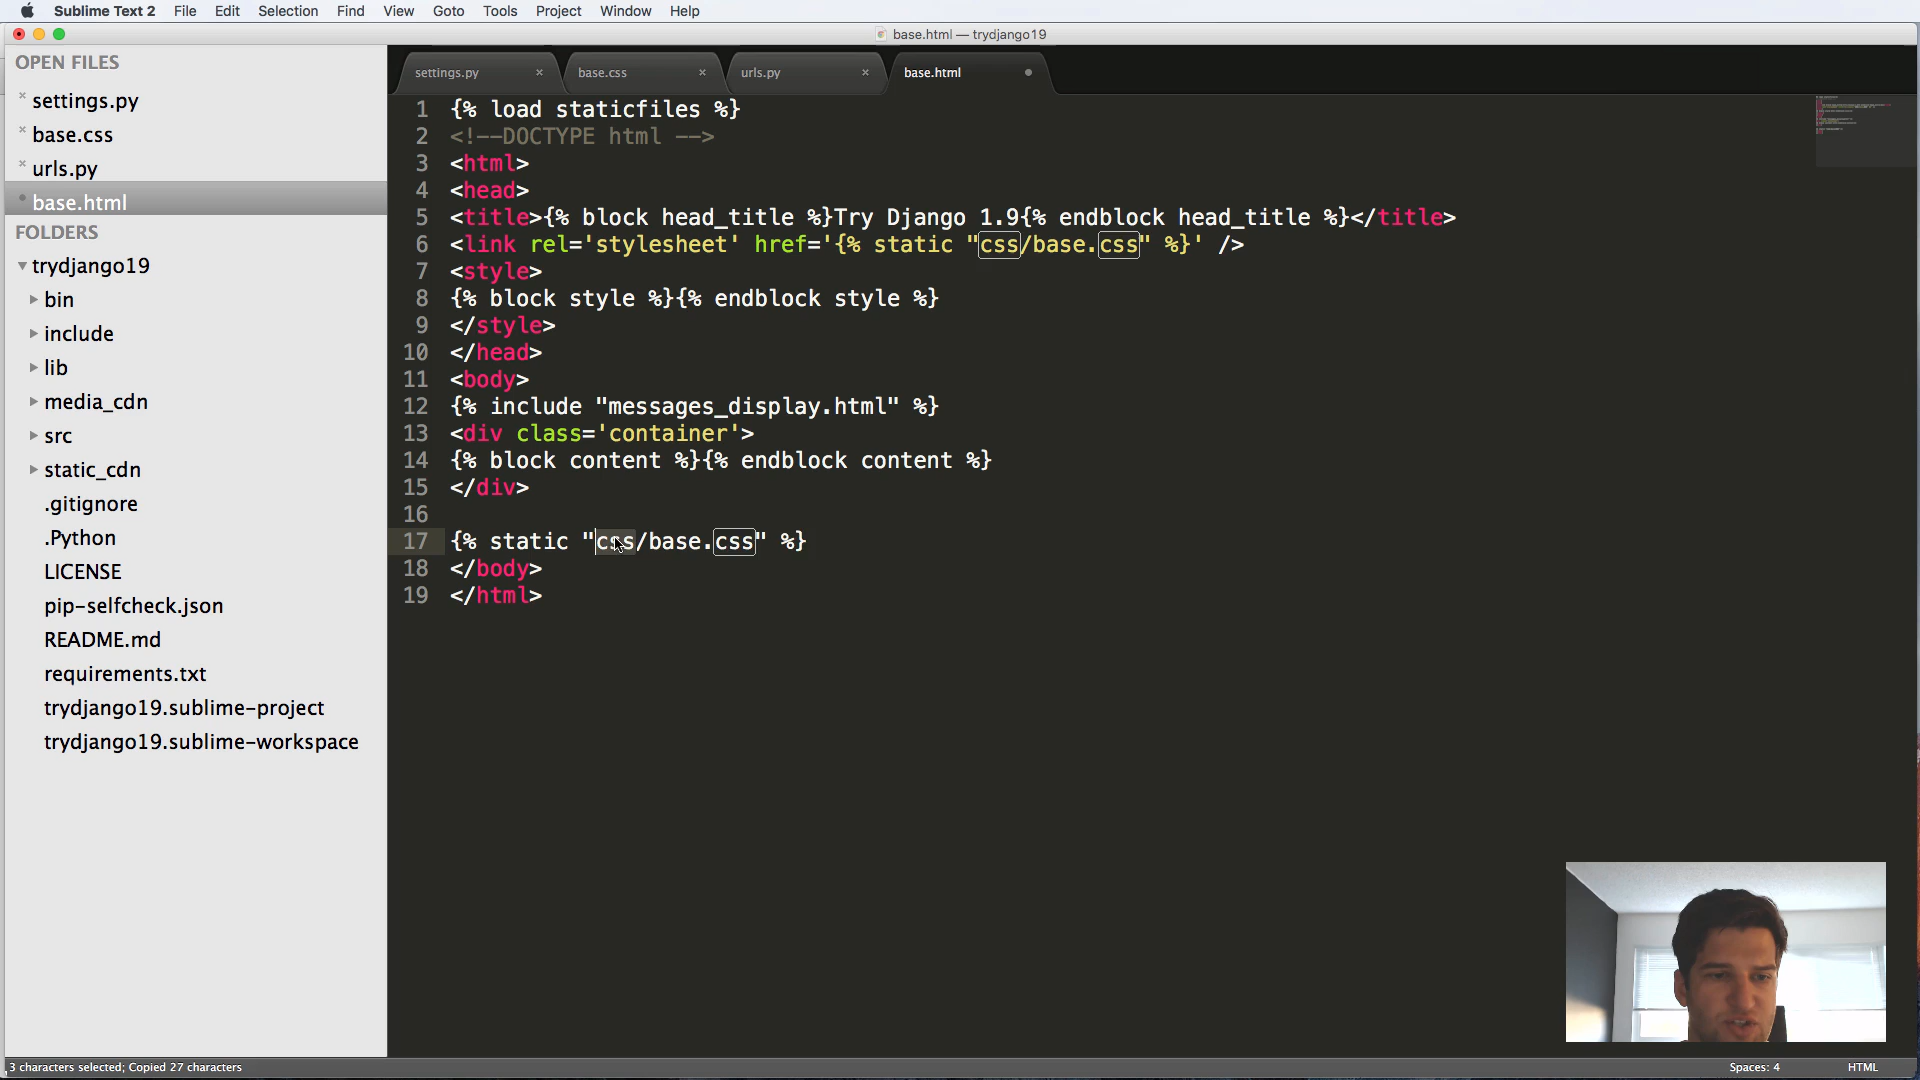 Sublime Text 2 File Edit Selection Find View Goto Tools Project Window Help
base.html — trydjango19
OPEN FILES
settings.py
base.css
urls.py
base.html
FOLDERS
trydjango19
bin
include
lib
media_cdn
src
static_cdn
.gitignore
.Python
LICENSE
pip-selfcheck.json
README.md
requirements.txt
trydjango19.sublime-project
trydjango19.sublime-workspace
settings.py × base.css × urls.py × base.html
1 {% load staticfiles %}
2 <!--DOCTYPE html -->
3 <html>
4 <head>
5 <title>{% block head_title %}Try Django 1.9{% endblock head_title %}</title>
6 <link rel='stylesheet' href='{% static "css/base.css" %}' />
7 <style>
8 {% block style %}{% endblock style %}
9 </style>
10 </head>
11 <body>
12 {% include "messages_display.html" %}
13 <div class='container'>
14 {% block content %}{% endblock content %}
15 </div>
16
17 {% static "css/base.css" %}
18 </body>
19 </html>
3 characters selected; Copied 27 characters
Spaces: 4 HTML